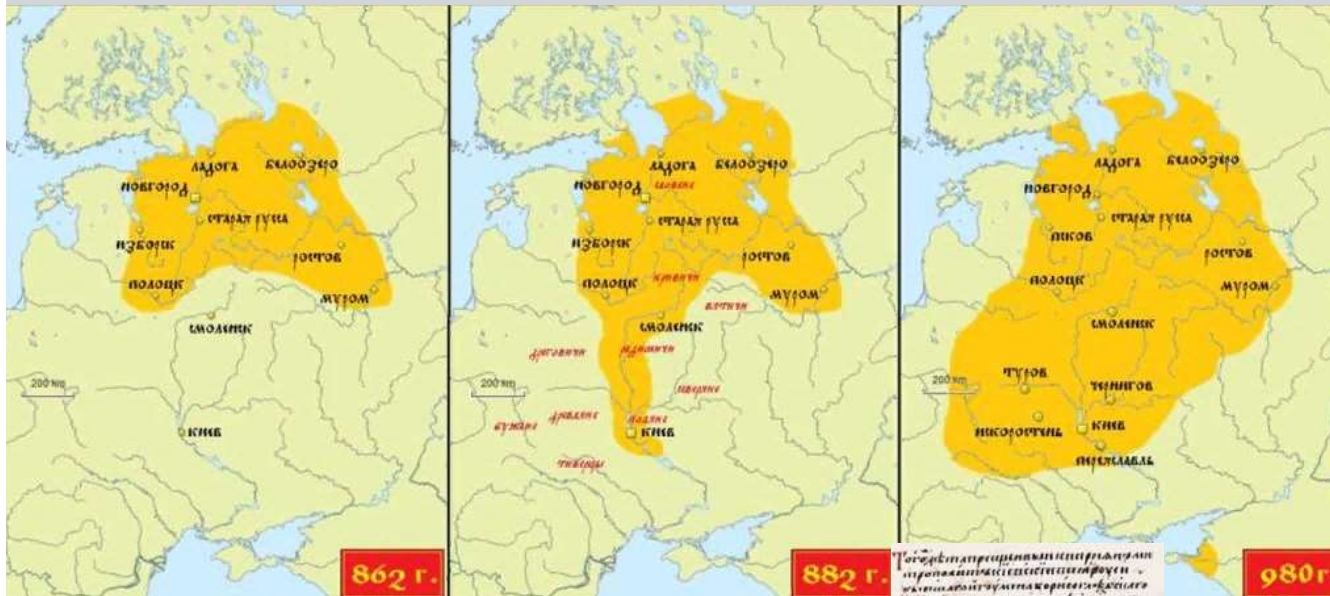 ладога
белоозеро
новгород
старая русса
изборск
ростов
полоцк
муром
смоленск
200 km
киев
862 г.
ладога
белоозеро
новгород
словене
старая русса
изборск
ростов
кривичи
полоцк
муром
вятичи
смоленск
дреговичи
радимичи
200 km
северяне
древляне
поляне
бужане
киев
тиверцы
882 г.
ладога
белоозеро
новгород
старая русса
псков
ростов
полоцк
муром
смоленск
200 km
туров
чернигов
искоростень
киев
переяславль
980 г